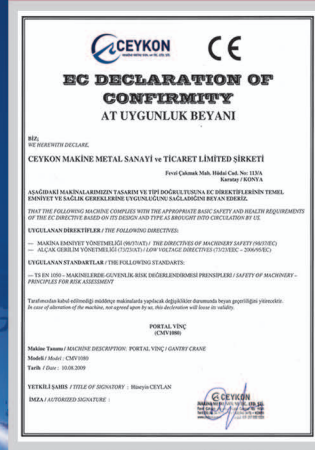 CEYKON
CE
EC DECLARATION OF
CONFIRMITY
AT UYGUNLUK BEYANI
BİZ;
WE HEREWITH DECLARE,
CEYKON MAKİNE METAL SANAYİ ve TİCARET LİMİTED ŞİRKETİ
Fevzi Çakmak Mah. Hüdai Cad. No: 113/A
Karatay / KONYA
AŞAĞIDAKİ MAKİNALARIMIZIN TASARIM VE TİPİ DOĞRULTUSUNA EC DİREKTİFLERİNİN TEMEL
EMNİYET VE SAĞLIK GEREKLERİNE UYGUNLUĞUNU SAĞLADIĞINI BEYAN EDERİZ.
THAT THE FOLLOWING MACHINE COMPLIES WITH THE APPROPRIATE BASIC SAFETY AND HEALTH REQUIREMENTS
OF THE EC DIRECTIVE BASED ON ITS DESIGN AND TYPE AS BROUGHT INTO CIRCULATION BY US.
UYGULANAN DİREKTİFLER / THE FOLLOWING DIRECTIVES:
— MAKİNA EMNİYET YÖNETMELİĞİ (98/37/AT) / THE DIRECTIVES OF MACHINERY SAFETY (98/37/EC)
— ALÇAK GERİLİM YÖNETMELİĞİ (73/23/AT) / LOW VOLTAGE DIRECTIVES (73/23/EEC – 2006/95/EC)
UYGULANAN STANDARTLAR / THE FOLLOWING STANDARTS:
— TS EN 1050 – MAKİNELERDE-GUVENLIK-RİSK DEĞERLENDİRMESİ PRENSİPLERİ / SAFETY OF MACHINERY –
PRINCIPLES FOR RISK ASSESSMENT
Tarafımızdan kabul edilmediği müddetçe makinalarda yapılacak değişiklikler durumunda beyan geçerliliğini yitirecektir.
In case of alteration of the machine, not agreed upon by us, this declaration will loose its validity.
PORTAL VİNÇ
(CMV1080)
Makine Tanımı / MACHINE DESCRIPTION: PORTAL VİNÇ / GANTRY CRANE
Modeli / Model : CMV1080
Tarih / Date : 10.08.2009
YETKİLİ ŞAHIS / TITLE OF SIGNATORY : Hüseyin CEYLAN
İMZA / AUTORIZED SIGNATURE :
CEYKON